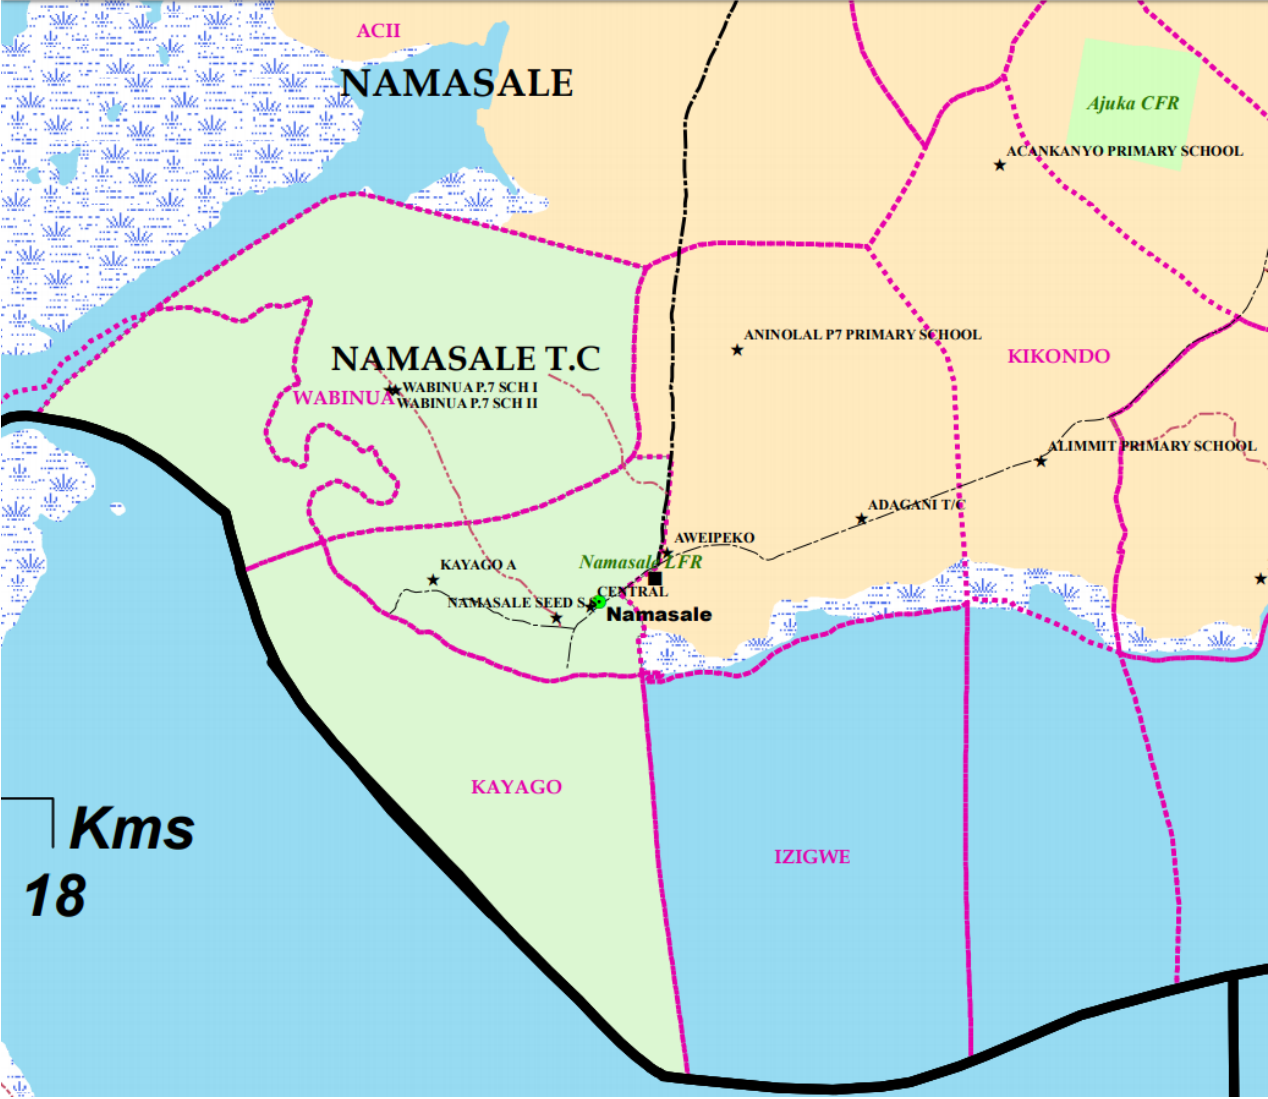 ACII
NAMASALE
Ajuka CFR
ACANKANYO PRIMARY SCHOOL
ANINOLAL P7 PRIMARY SCHOOL
KIKONDO
NAMASALE T.C
WABINUA P.7 SCH I
WABINUA
WABINUA P.7 SCH II
ALIMMIT PRIMARY SCHOOL
ADAGANI T/C
AWEIPEKO
Namasale LFR
KAYAGO A
CENTRAL
NAMASALE SEED S.S
Namasale
KAYAGO
Kms
IZIGWE
18